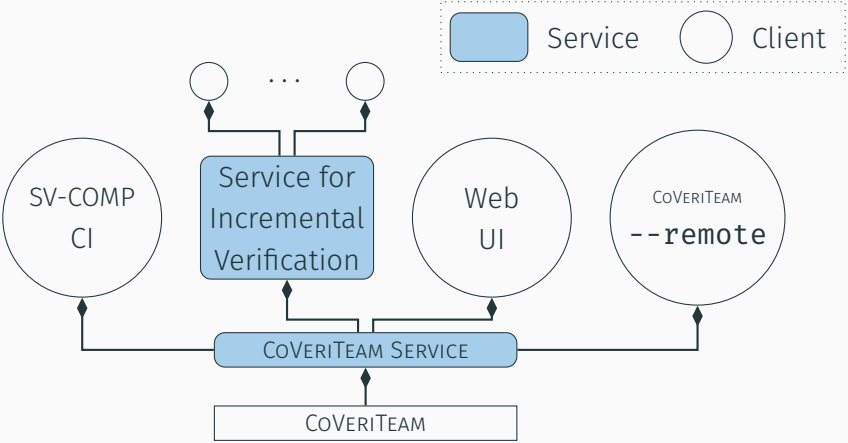 Service
Client
...
SV-COMP
CI
Service for
Incremental
Verification
Web
UI
CoVeriTeam
--remote
CoVeriTeam Service
CoVeriTeam